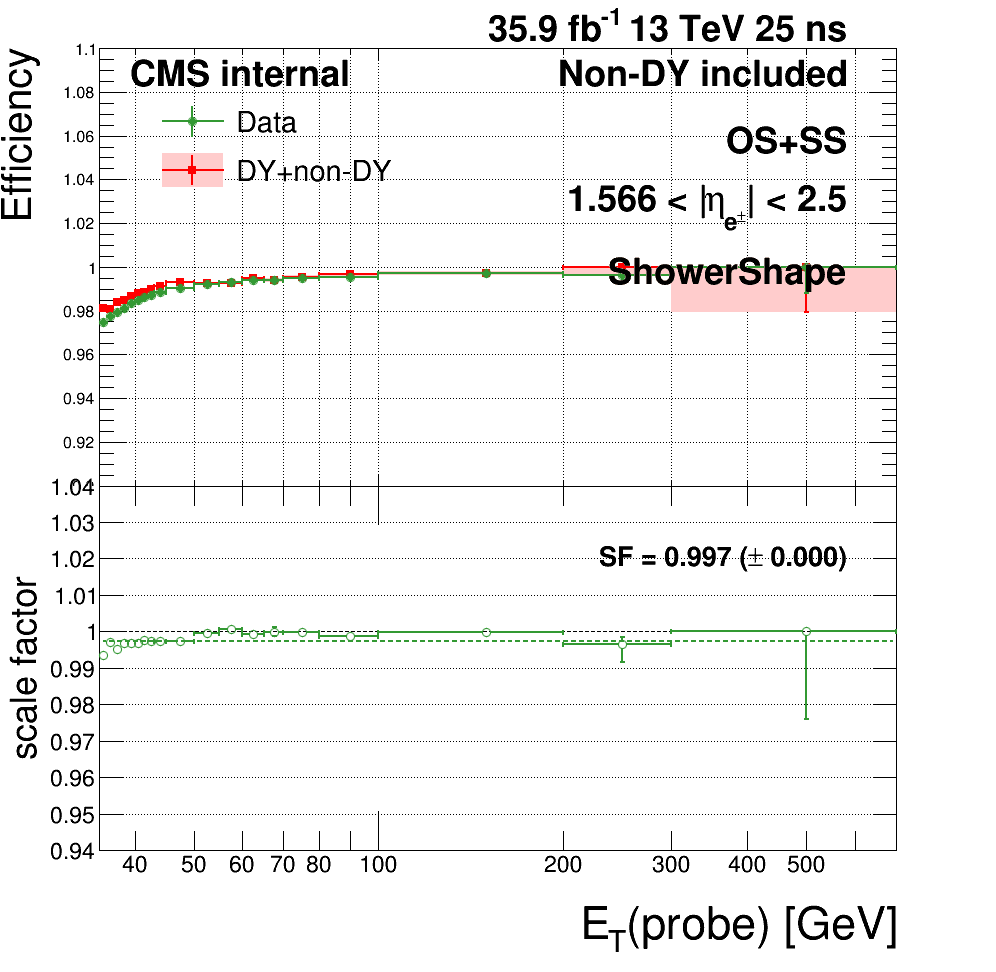 35.9 fb-1 13 TeV 25 ns
CMS internal
Non-DY included
Data
DY+non-DY
OS+SS
1.566 < |ηe±| < 2.5
ShowerShape
Efficiency
1.1
1.08
1.06
1.04
1.02
1
0.98
0.96
0.94
0.92
1.04
1.03
1.02
1.01
1
0.99
0.98
0.97
0.96
0.95
0.94
scale factor
SF = 0.997 (± 0.000)
40 50 60 70 80 100 200 300 400 500
ET(probe) [GeV]